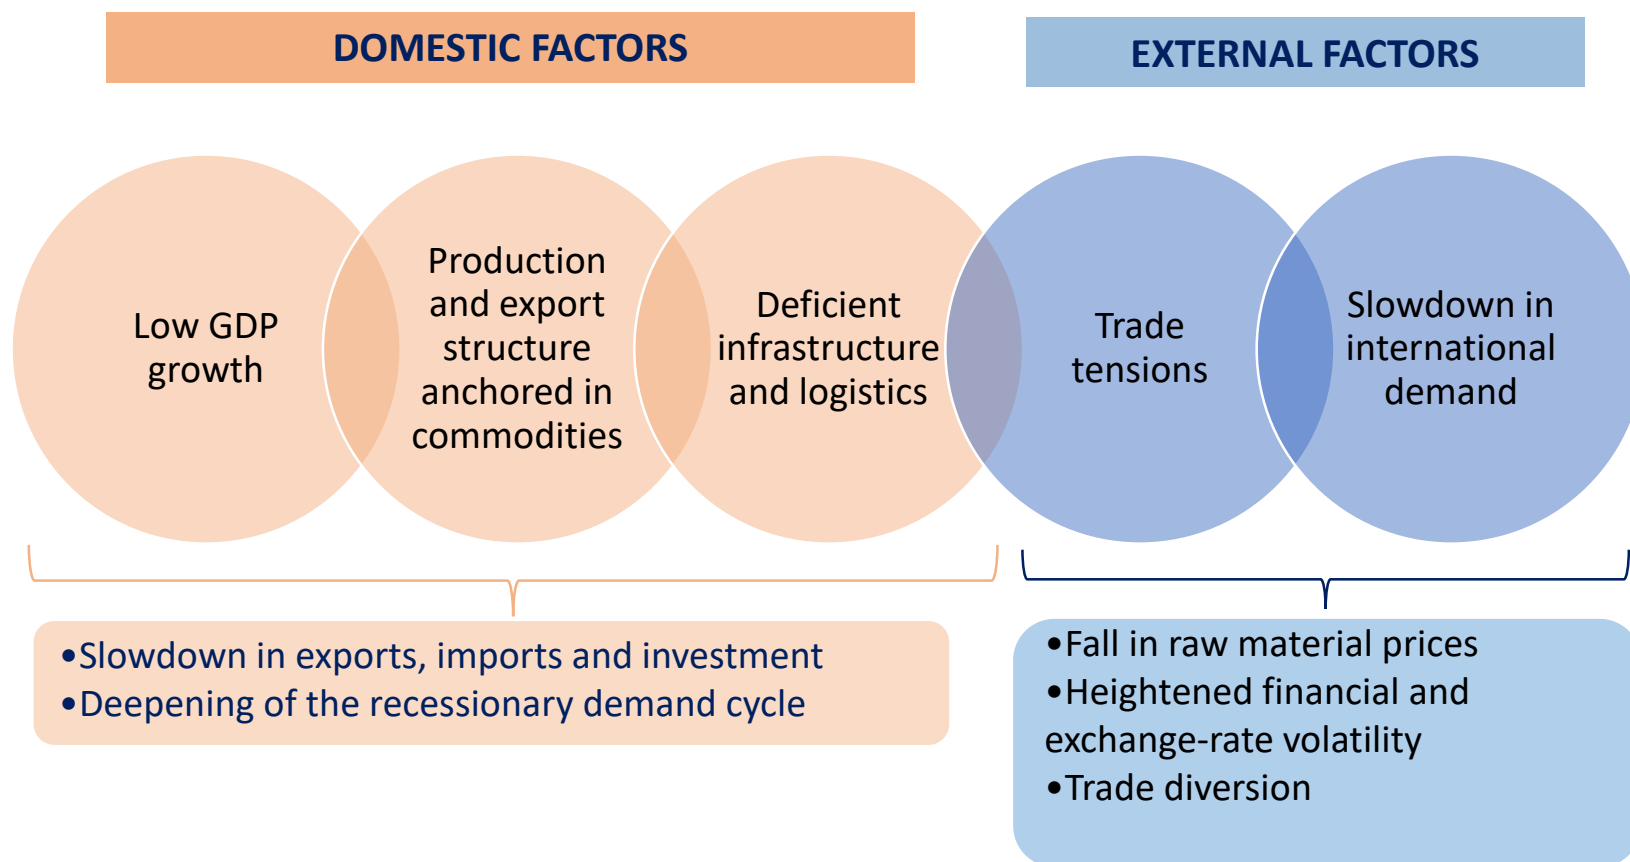 DOMESTIC FACTORS
EXTERNAL FACTORS
Low GDP
growth
Production
and export
structure
anchored in
commodities
Deficient
infrastructure
and logistics
Trade
tensions
Slowdown in
international
demand
•Slowdown in exports, imports and investment
•Deepening of the recessionary demand cycle
•Fall in raw material prices
•Heightened financial and
exchange-rate volatility
•Trade diversion